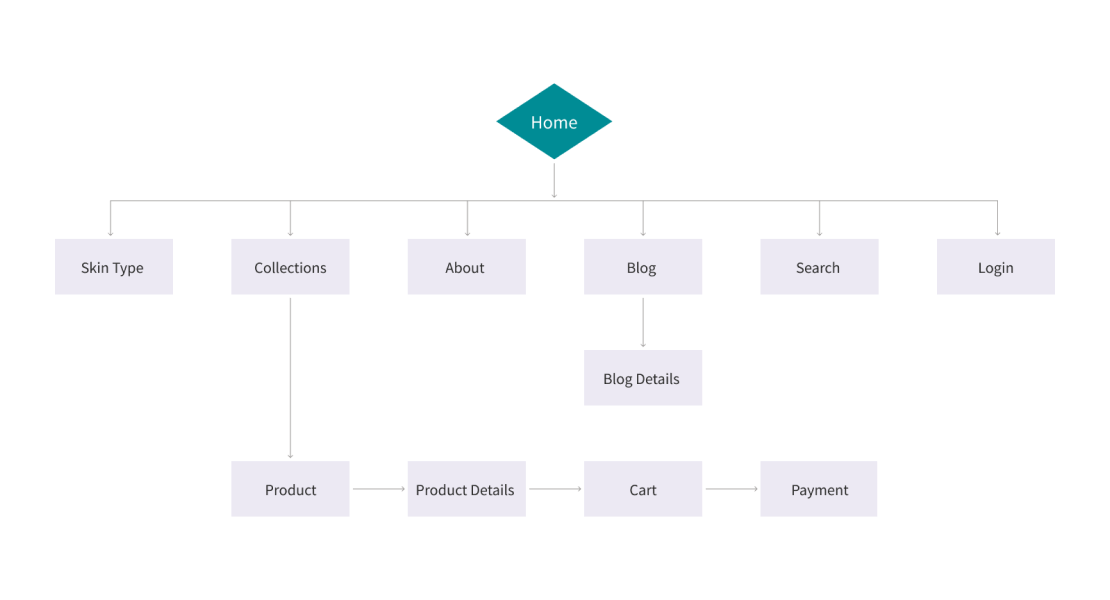 Home
Skin Type
Collections
About
Blog
Search
Login
Blog Details
Product
Product Details
Cart
Payment